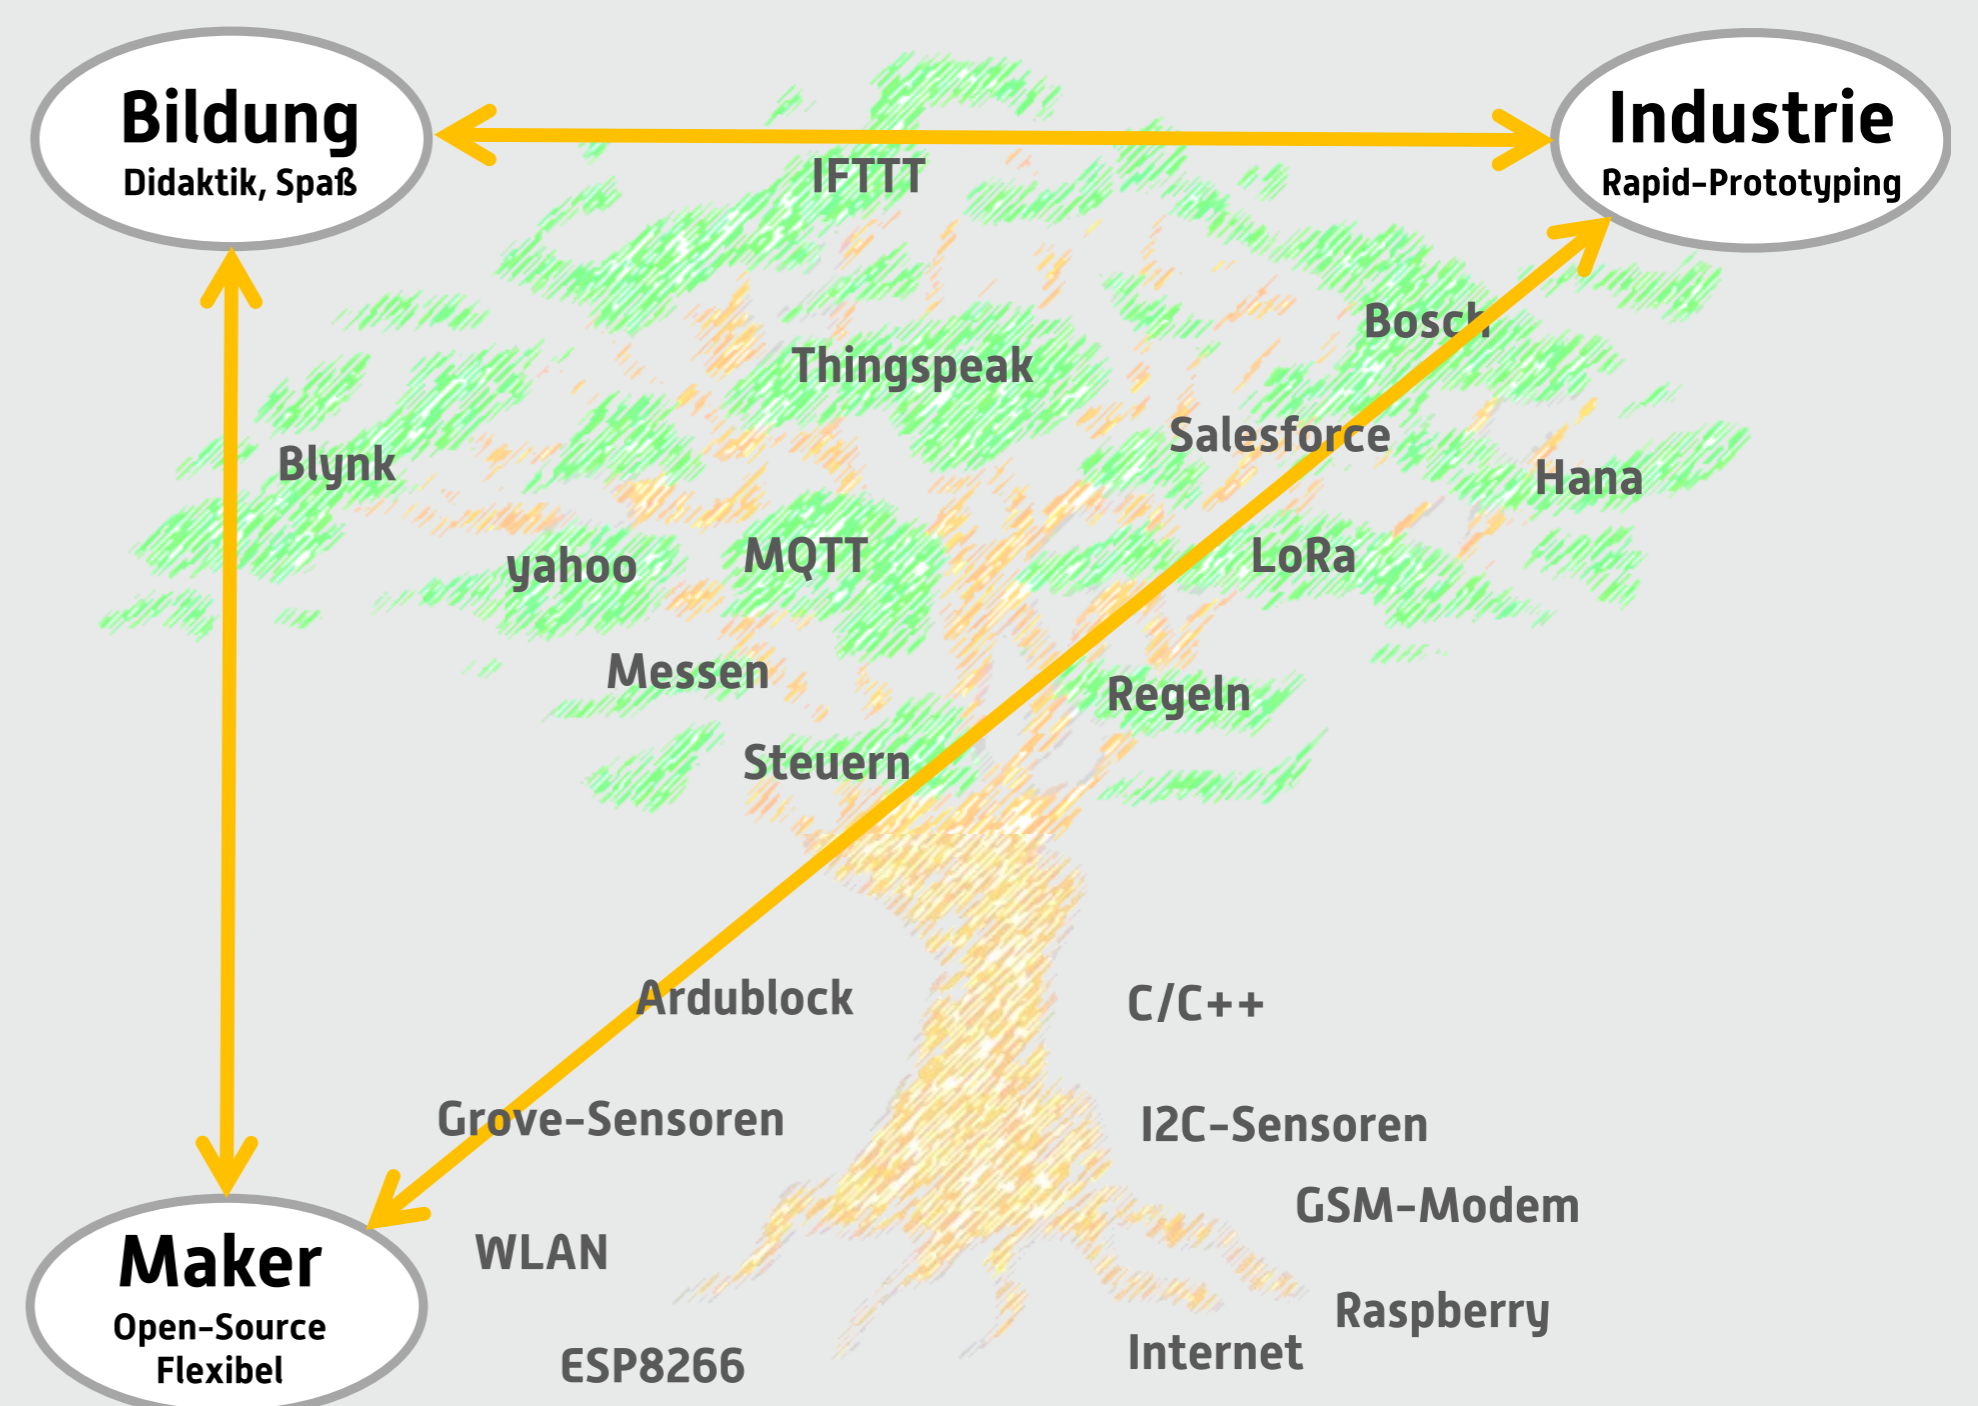 Bildung
Didaktik, Spaß
Industrie
Rapid-Prototyping
IFTTT
Bosch
Thingspeak
Salesforce
Blynk
Hana
yahoo
MQTT
LoRa
Messen
Regeln
Steuern
Ardublock
C/C++
Grove-Sensoren
I2C-Sensoren
GSM-Modem
WLAN
Maker
Open-Source
Flexibel
Raspberry
Internet
ESP8266